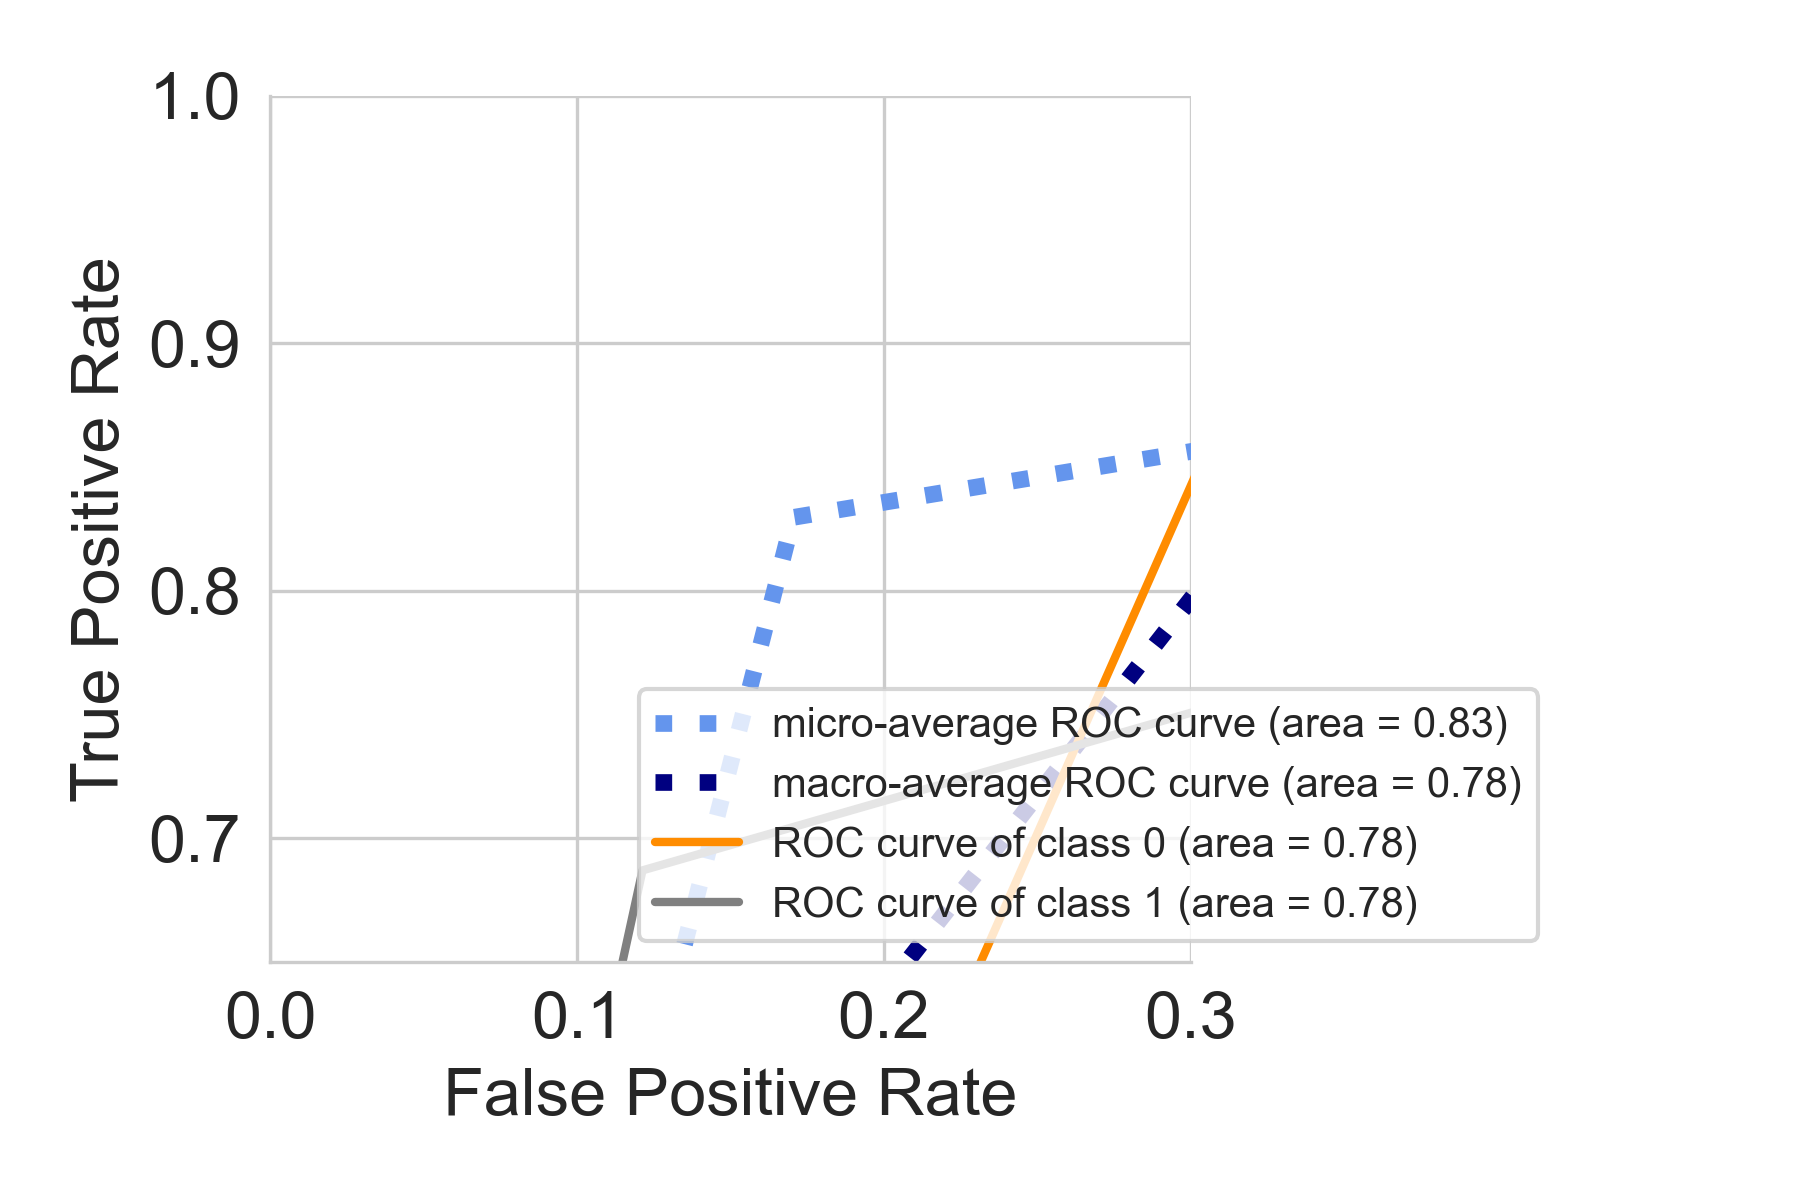 1.0
0.9
0.8
0.7
True Positive Rate
micro-average ROC curve (area = 0.83)
macro-average ROC curve (area = 0.78)
ROC curve of class 0 (area = 0.78)
ROC curve of class 1 (area = 0.78)
0.0 0.1 0.2 0.3
False Positive Rate